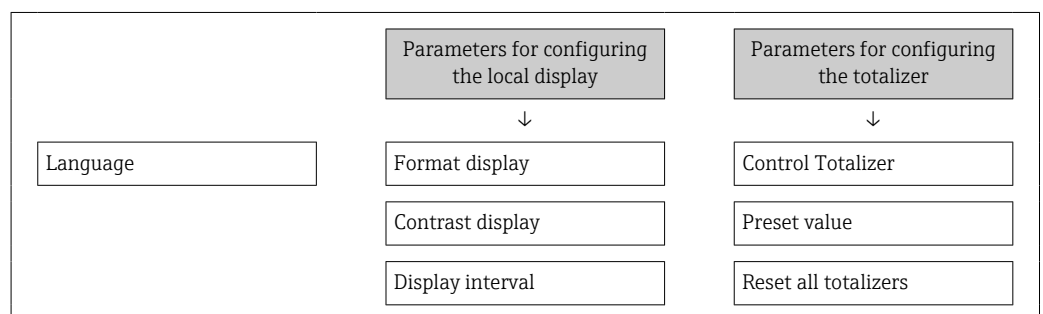 Parameters for configuring
the local display
Parameters for configuring
the totalizer
↓
↓
Language
Format display
Control Totalizer
Contrast display
Preset value
Display interval
Reset all totalizers